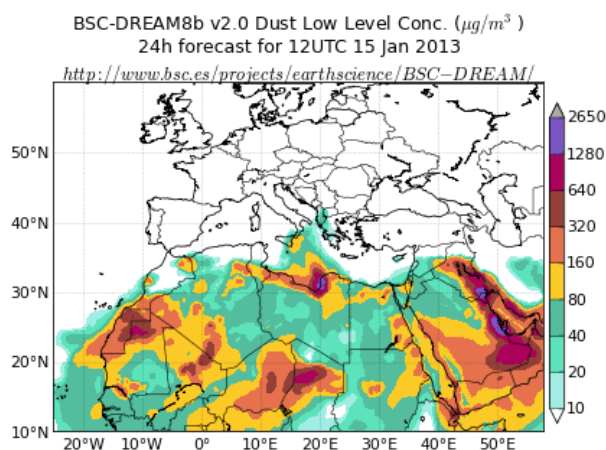 BSC-DREAM8b v2.0 Dust Low Level Conc. (μg/m³ )
24h forecast for 12UTC 15 Jan 2013
http://www.bsc.es/projects/earthscience/BSC−DREAM/
2650
1280
640
320
160
80
40
20
10
50°N
40°N
30°N
20°N
10°N
20°W 10°W 0° 10°E 20°E 30°E 40°E 50°E